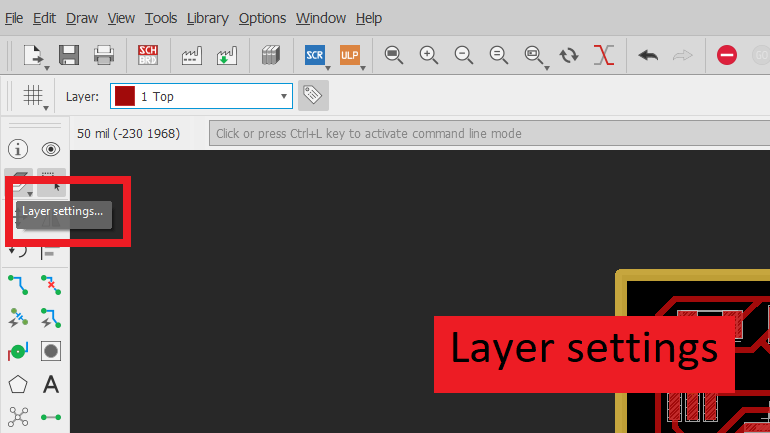 File Edit Draw View Tools Library Options Window Help
SCH BRD SCR ULP GO
Layer: 1 Top
50 mil (-230 1968) Click or press Ctrl+L key to activate command line mode
Layer settings...
Layer settings
A